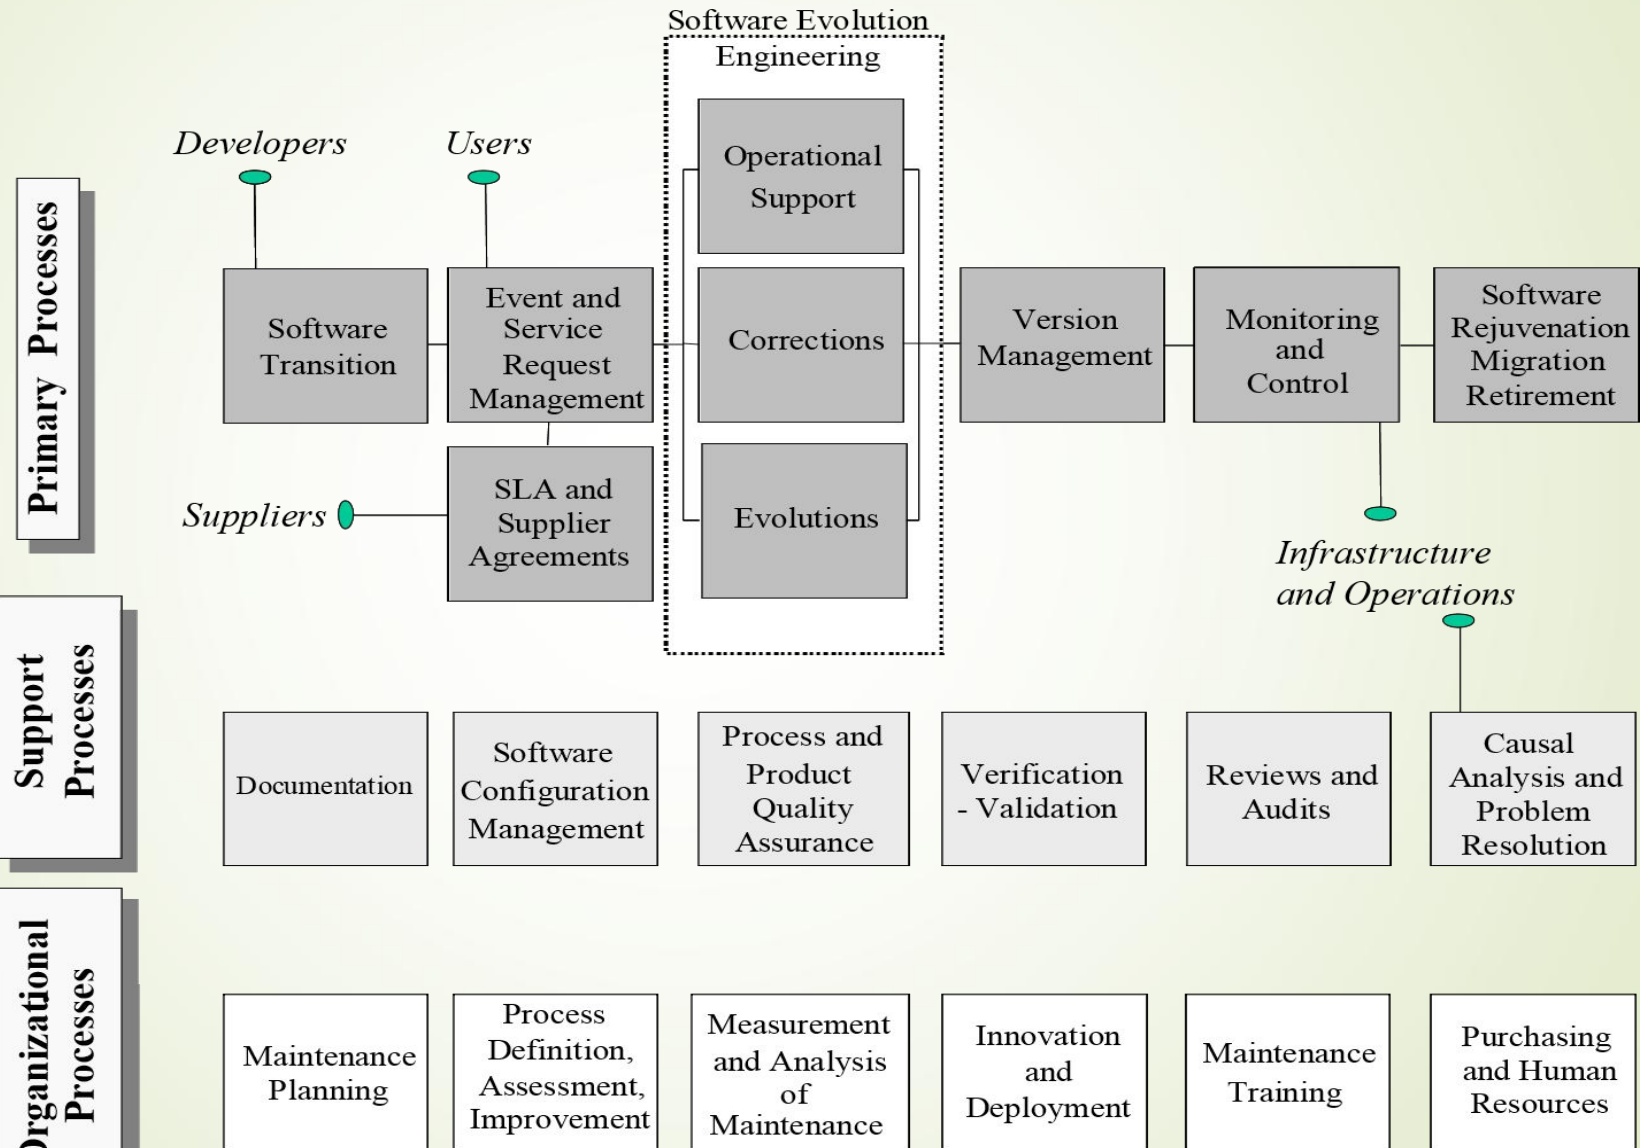 Software Evolution
Engineering
Developers
Users
Operational
Support
Primary Processes
Software
Transition
Event and
Service
Request
Management
Corrections
Version
Management
Monitoring
and
Control
Software
Rejuvenation
Migration
Retirement
Suppliers
SLA and
Supplier
Agreements
Evolutions
Infrastructure
and Operations
Support
Processes
Documentation
Software
Configuration
Management
Process and
Product
Quality
Assurance
Verification
- Validation
Reviews and
Audits
Causal
Analysis and
Problem
Resolution
Organizational
Processes
Maintenance
Planning
Process
Definition,
Assessment,
Improvement
Measurement
and Analysis
of
Maintenance
Innovation
and
Deployment
Maintenance
Training
Purchasing
and Human
Resources